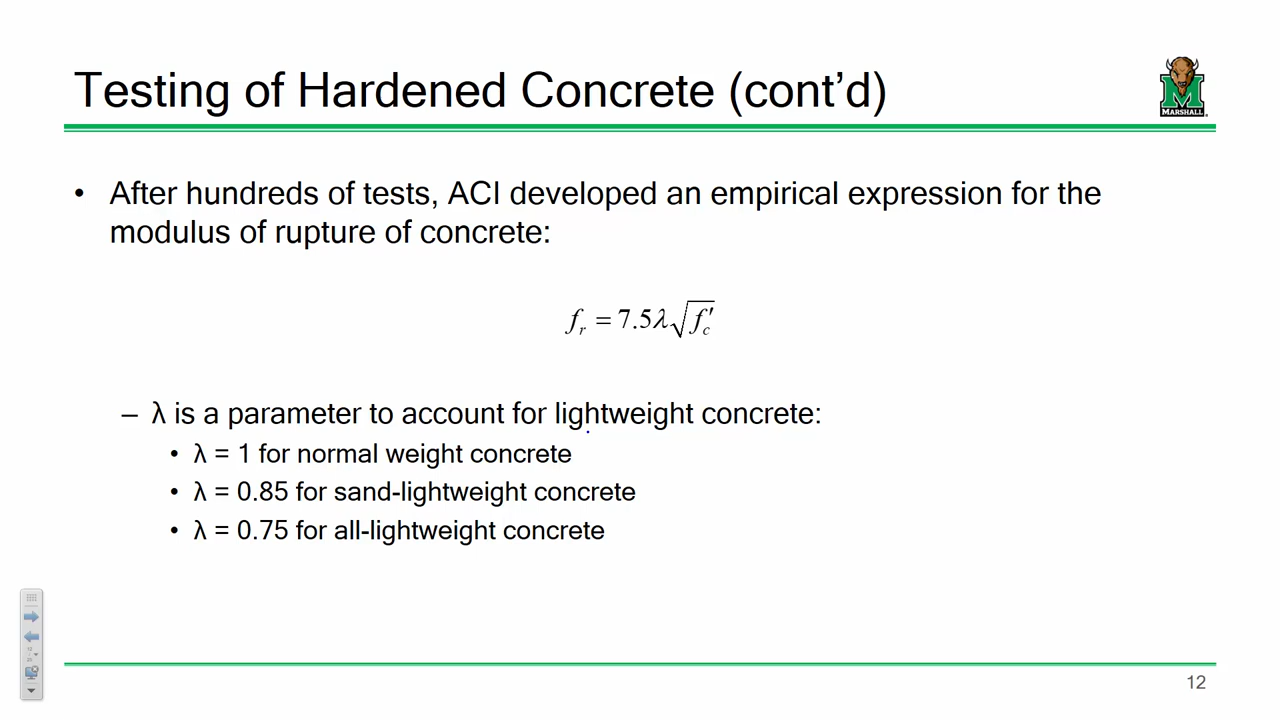 Testing of Hardened Concrete (cont’d)
MARSHALL
• After hundreds of tests, ACI developed an empirical expression for the
modulus of rupture of concrete:
fᵣ = 7.5λ√f′c
– λ is a parameter to account for lightweight concrete:
• λ = 1 for normal weight concrete
• λ = 0.85 for sand-lightweight concrete
• λ = 0.75 for all-lightweight concrete
12